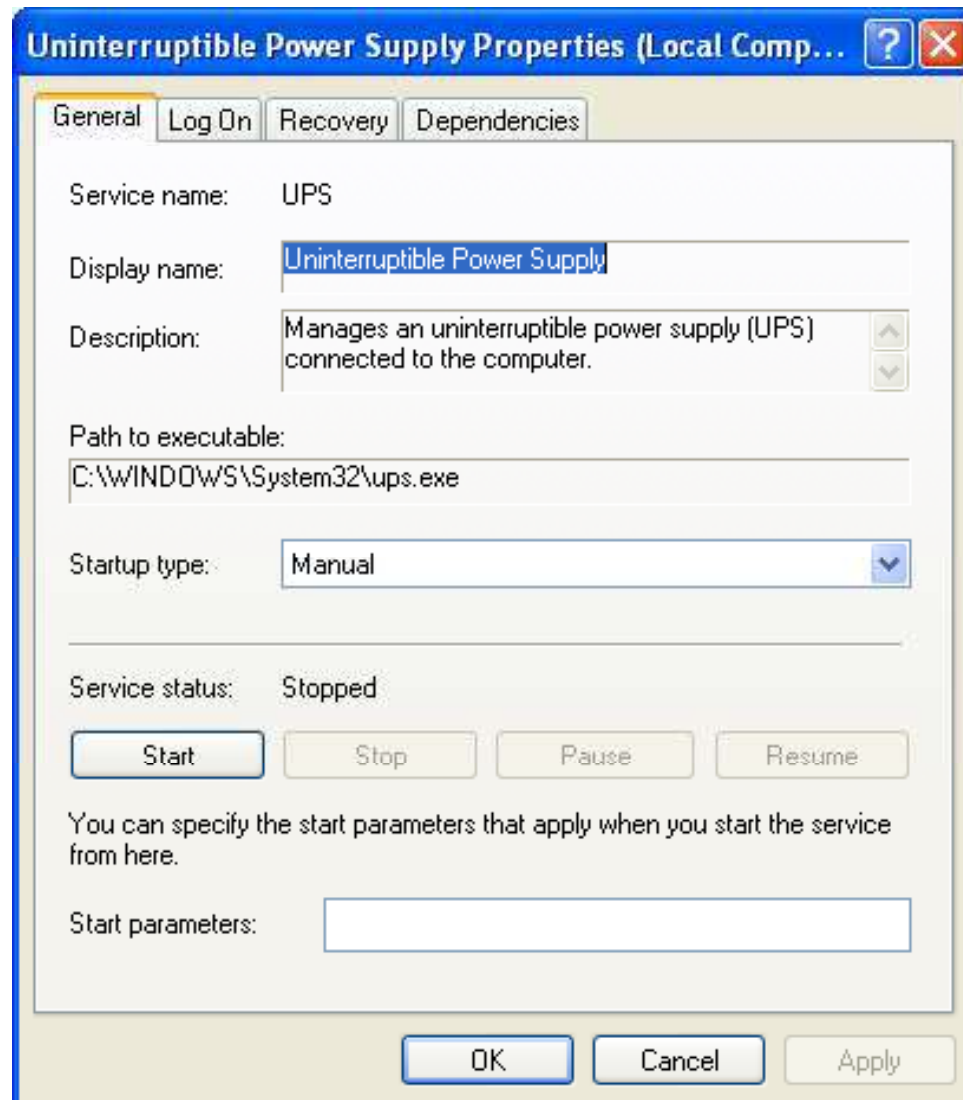 Uninterruptible Power Supply Properties (Local Comp...
General Log On Recovery Dependencies
Service name: UPS
Display name: Uninterruptible Power Supply
Description: Manages an uninterruptible power supply (UPS)
connected to the computer.
Path to executable:
C:\WINDOWS\System32\ups.exe
Startup type: Manual
Service status: Stopped
Start Stop Pause Resume
You can specify the start parameters that apply when you start the service
from here.
Start parameters:
OK Cancel Apply